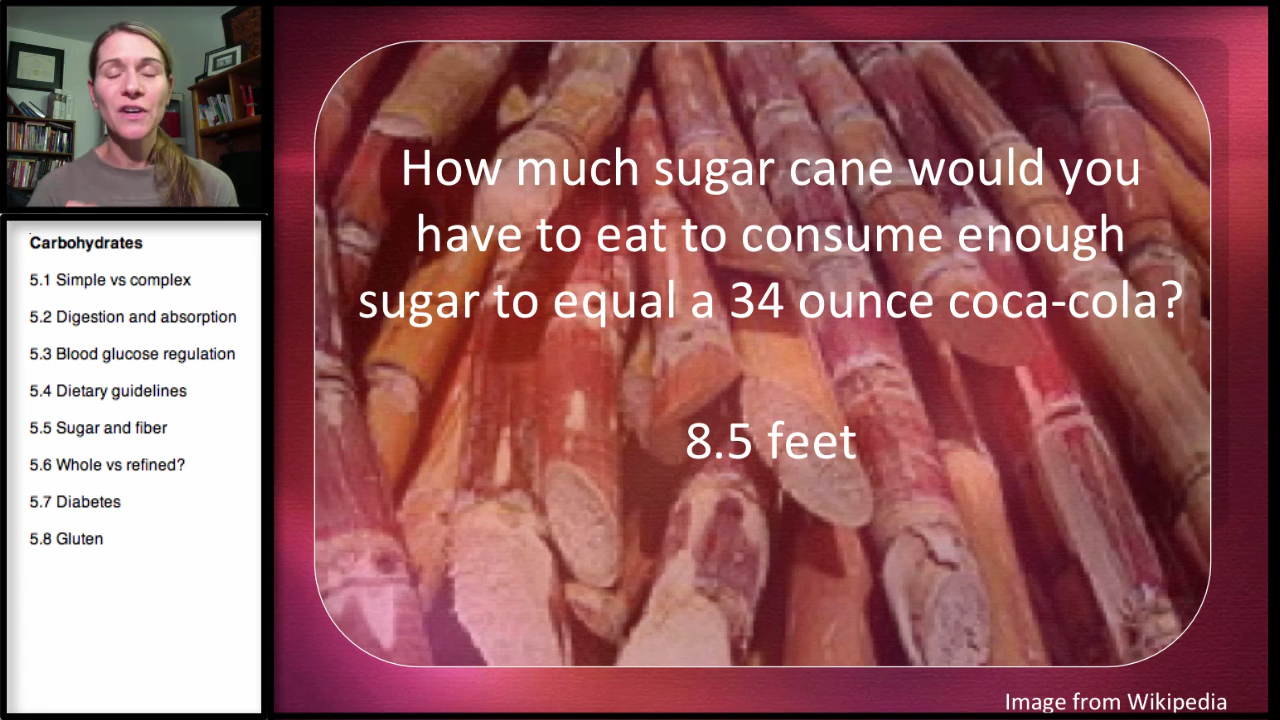 Carbohydrates
5.1 Simple vs complex
5.2 Digestion and absorption
5.3 Blood glucose regulation
5.4 Dietary guidelines
5.5 Sugar and fiber
5.6 Whole vs refined?
5.7 Diabetes
5.8 Gluten
How much sugar cane would you
have to eat to consume enough
sugar to equal a 34 ounce coca-cola?
8.5 feet
Image from Wikipedia